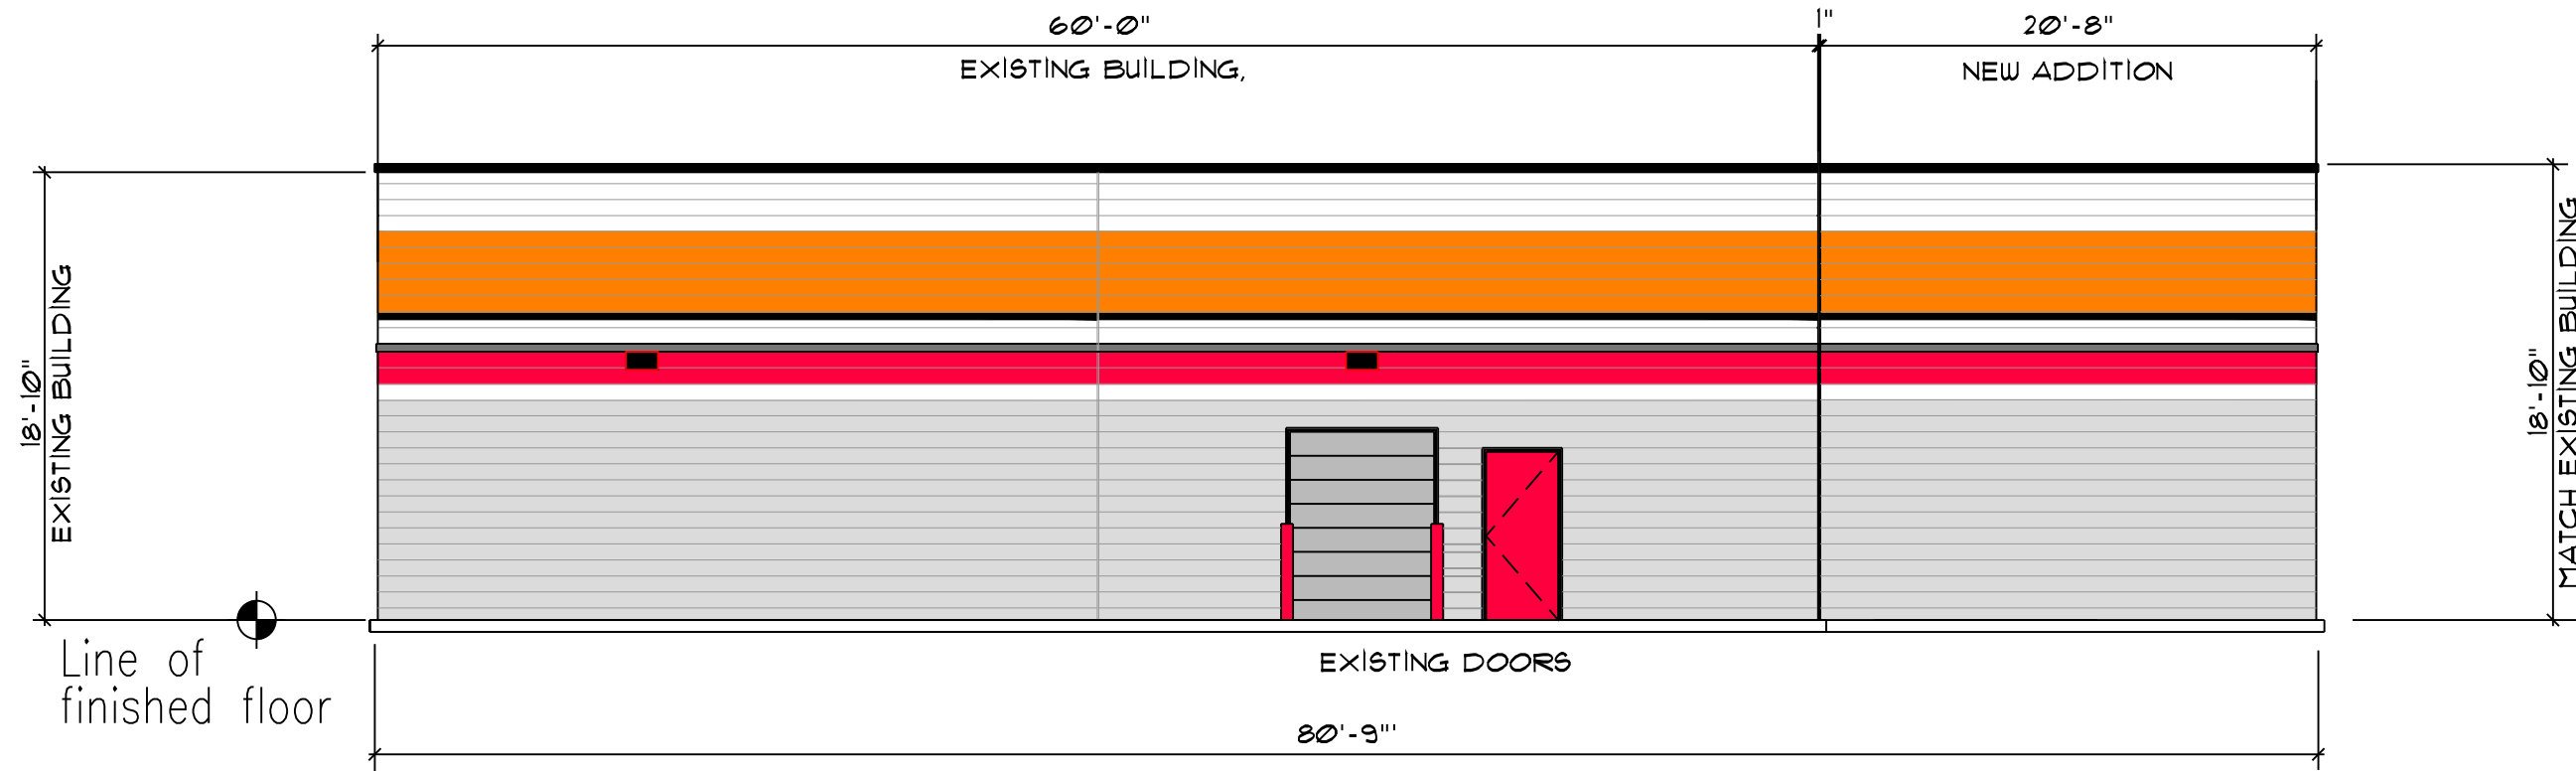 60'-0"
1"
20'-8"
EXISTING BUILDING,
NEW ADDITION
18'-10"
EXISTING BUILDING
18'-10"
MATCH EXISTING BUILDING
Line of
finished floor
EXISTING DOORS
80'-9"'